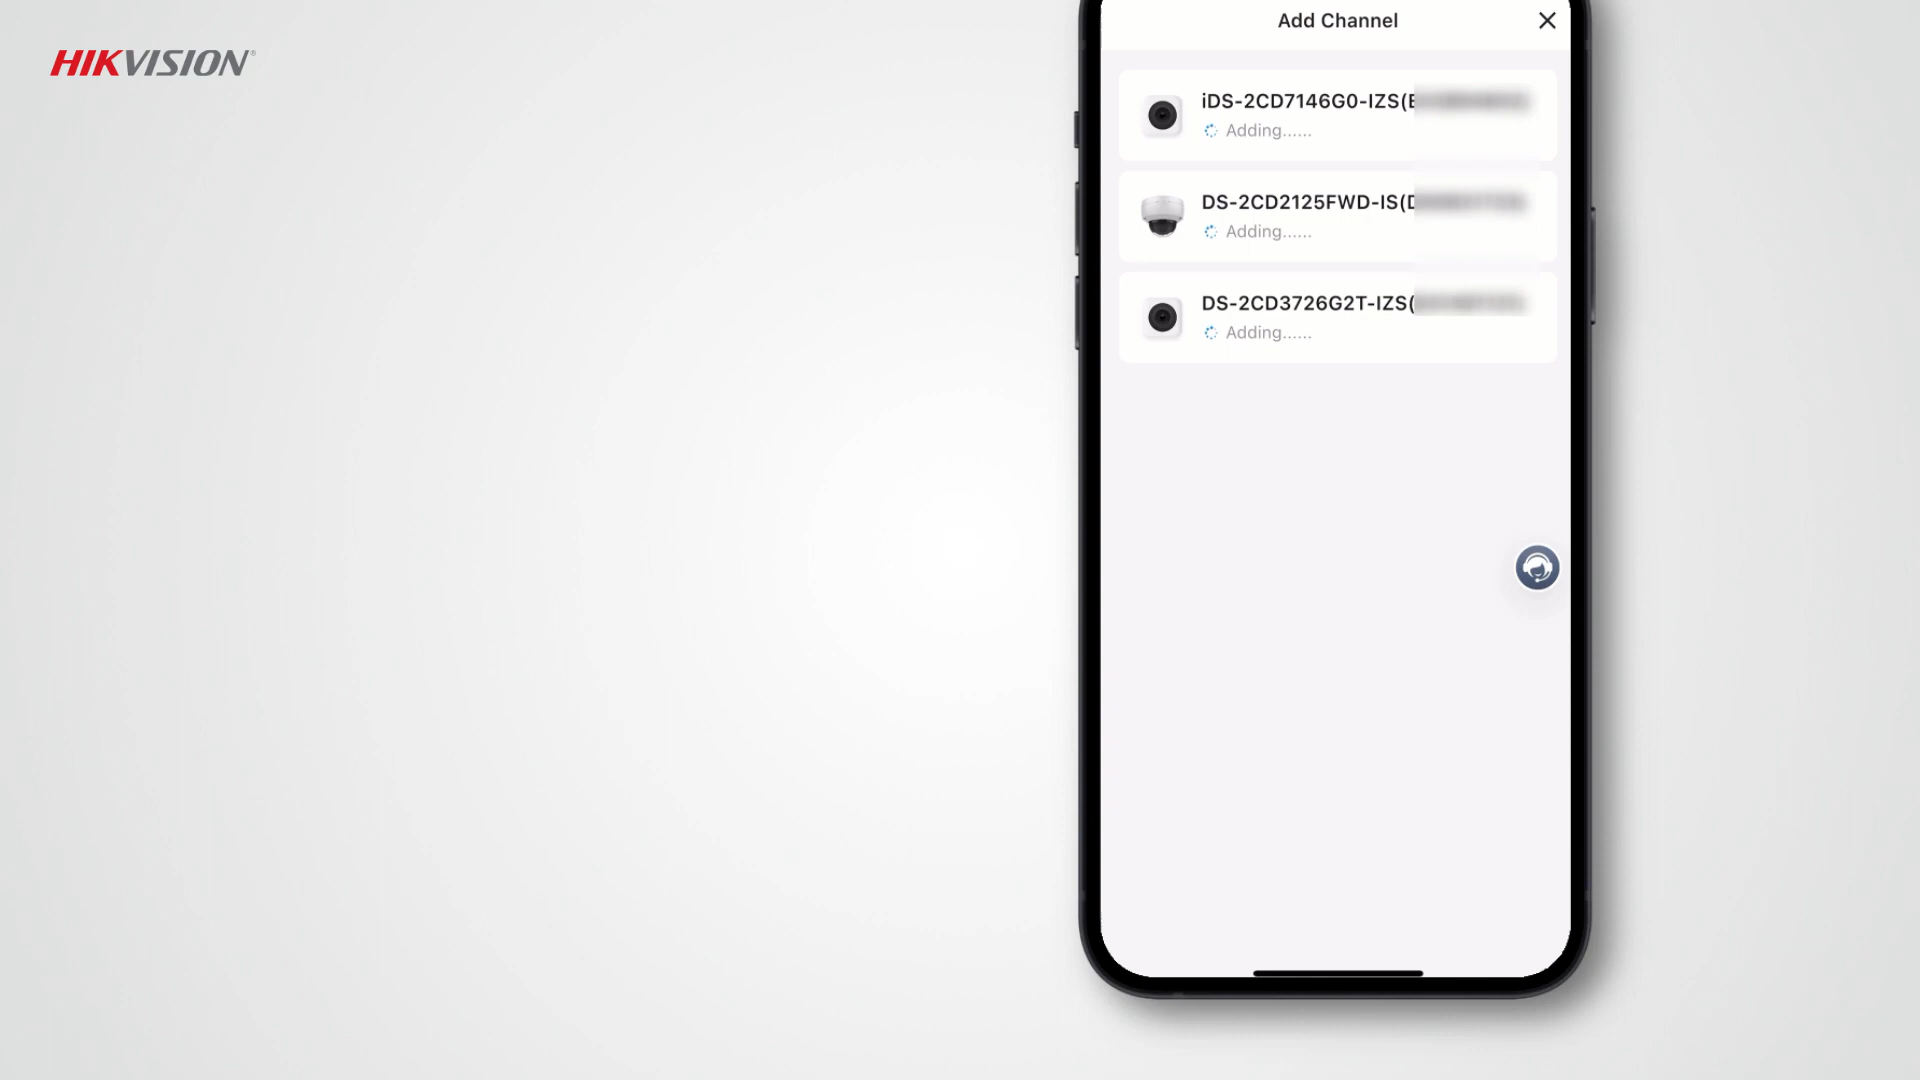 HIKVISION®
Add Channel
iDS-2CD7146G0-IZS(
Adding......
DS-2CD2125FWD-IS(
Adding......
DS-2CD3726G2T-IZS(
Adding......